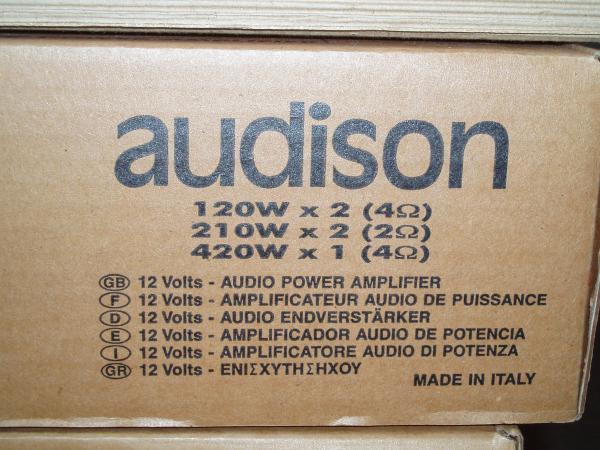 audison
120W x 2 (4Ω)
210W x 2 (2Ω)
420W x 1 (4Ω)
GB 12 Volts - AUDIO POWER AMPLIFIER
F 12 Volts - AMPLIFICATEUR AUDIO DE PUISSANCE
D 12 Volts - AUDIO ENDVERSTÄRKER
E 12 Volts - AMPLIFICADOR AUDIO DE POTENCIA
I 12 Volts - AMPLIFICATORE AUDIO DI POTENZA
GR 12 Volts - ΕΝΙΣΧΥΤΗΣΗΧΟΥ
MADE IN ITALY